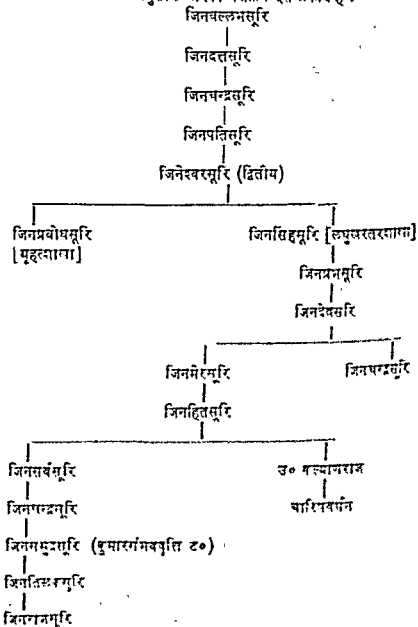 जिनवल्लभसूरि
जिनदत्तसूरि
जिनचन्द्रसूरि
जिनपतिसूरि
जिनेश्वरसूरि (द्वितीय)
जिनप्रबोधसूरि जिनसिंहसूरि [लघुखरतरशाखा]
[बृहत्शाखा]
जिनप्रभसूरि
जिनदेवसूरि
जिनमेरुसूरि जिनचन्द्रसूरि
जिनहितसूरि
जिनसर्वसूरि उ० कल्याणराज
जिनचन्द्रसूरि चारित्रवर्धन
जिनसमुद्रसूरि (कुमारसंभववृत्ति ट०)
जिनतिलकसूरि
जिनराजसूरि